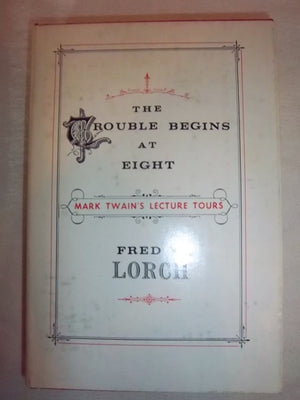 THE
TROUBLE BEGINS
AT
EIGHT
MARK TWAIN'S LECTURE TOURS
FRED
LORCH